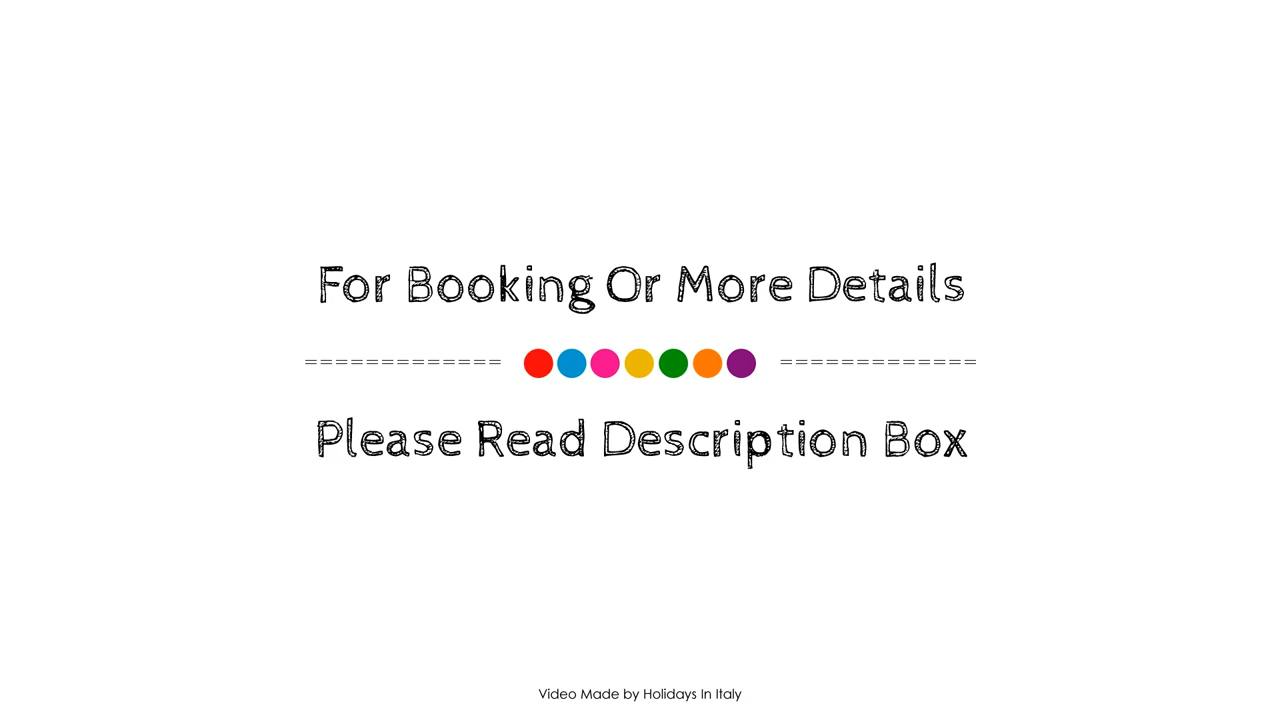 For Booking Or More Details
============= =============
Please Read Description Box
Video Made by Holidays In Italy